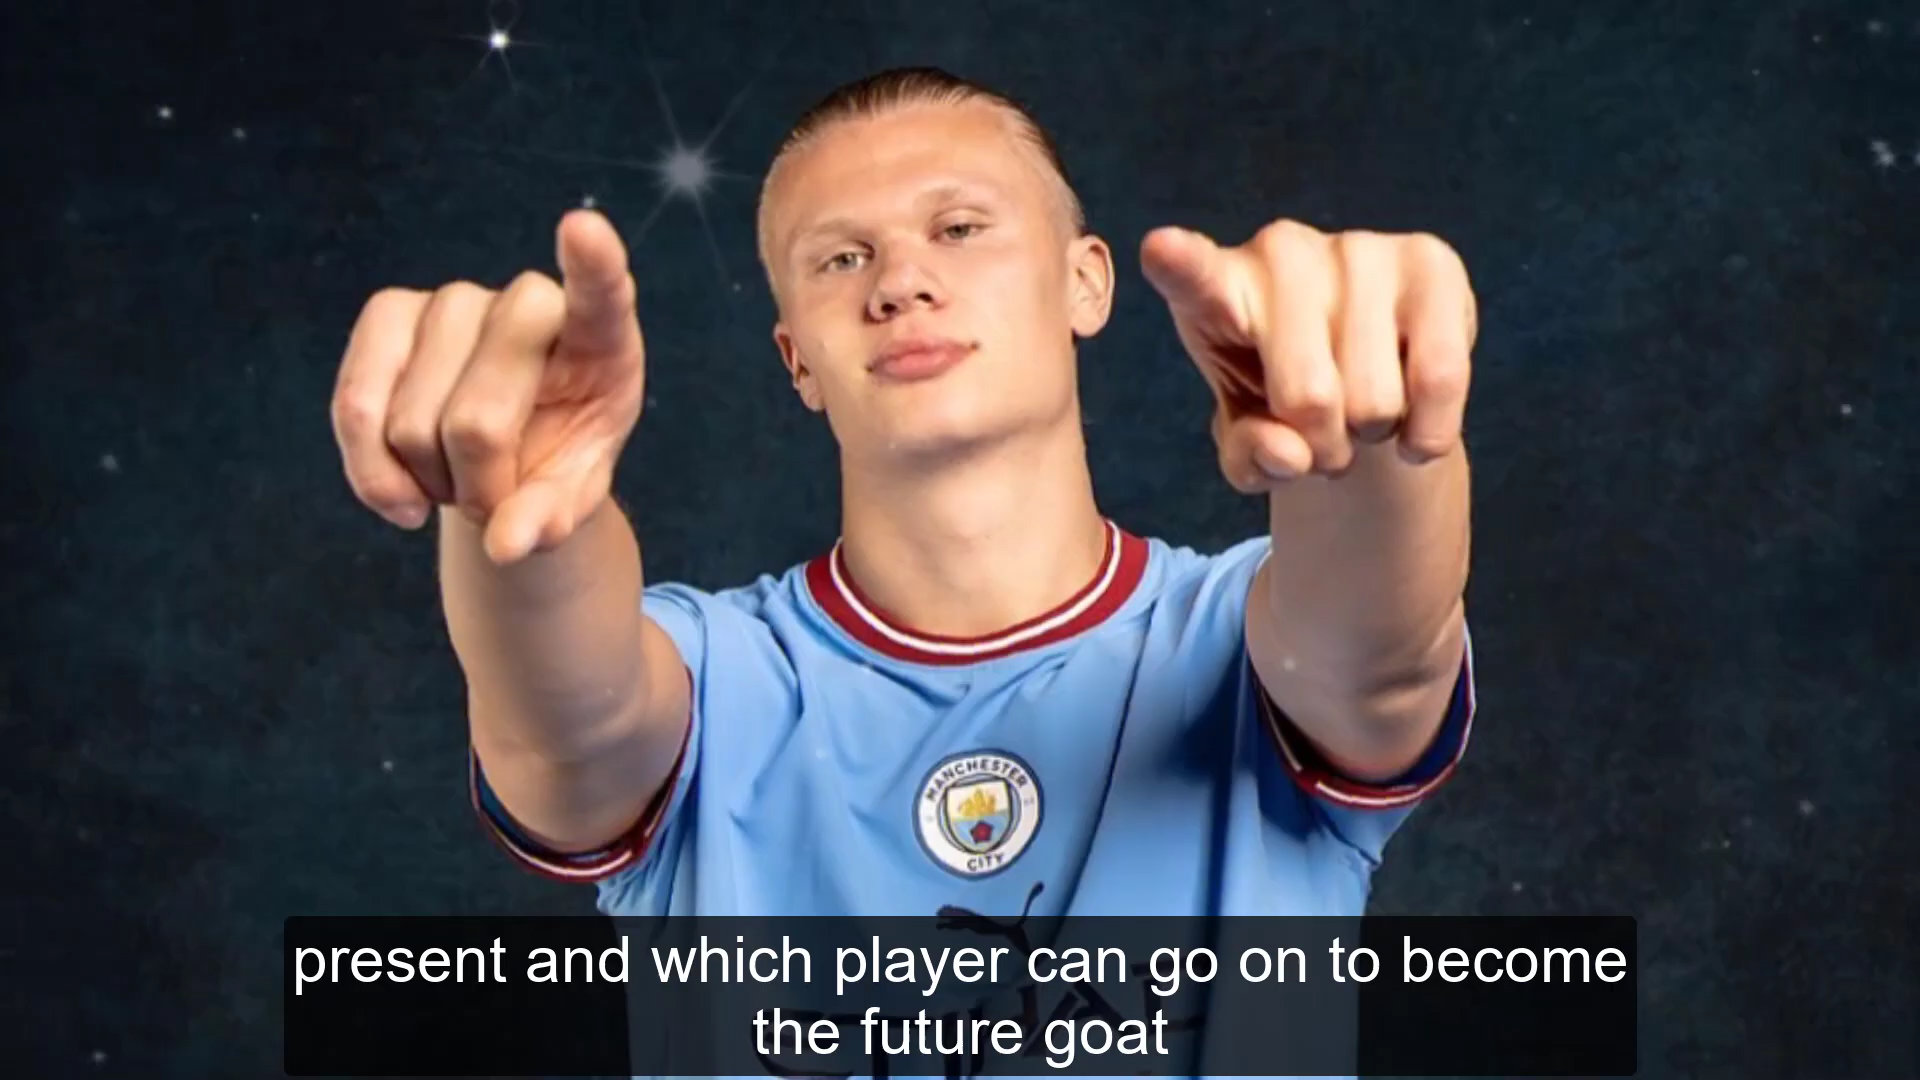 MANCHESTER
CITY
present and which player can go on to become
the future goat